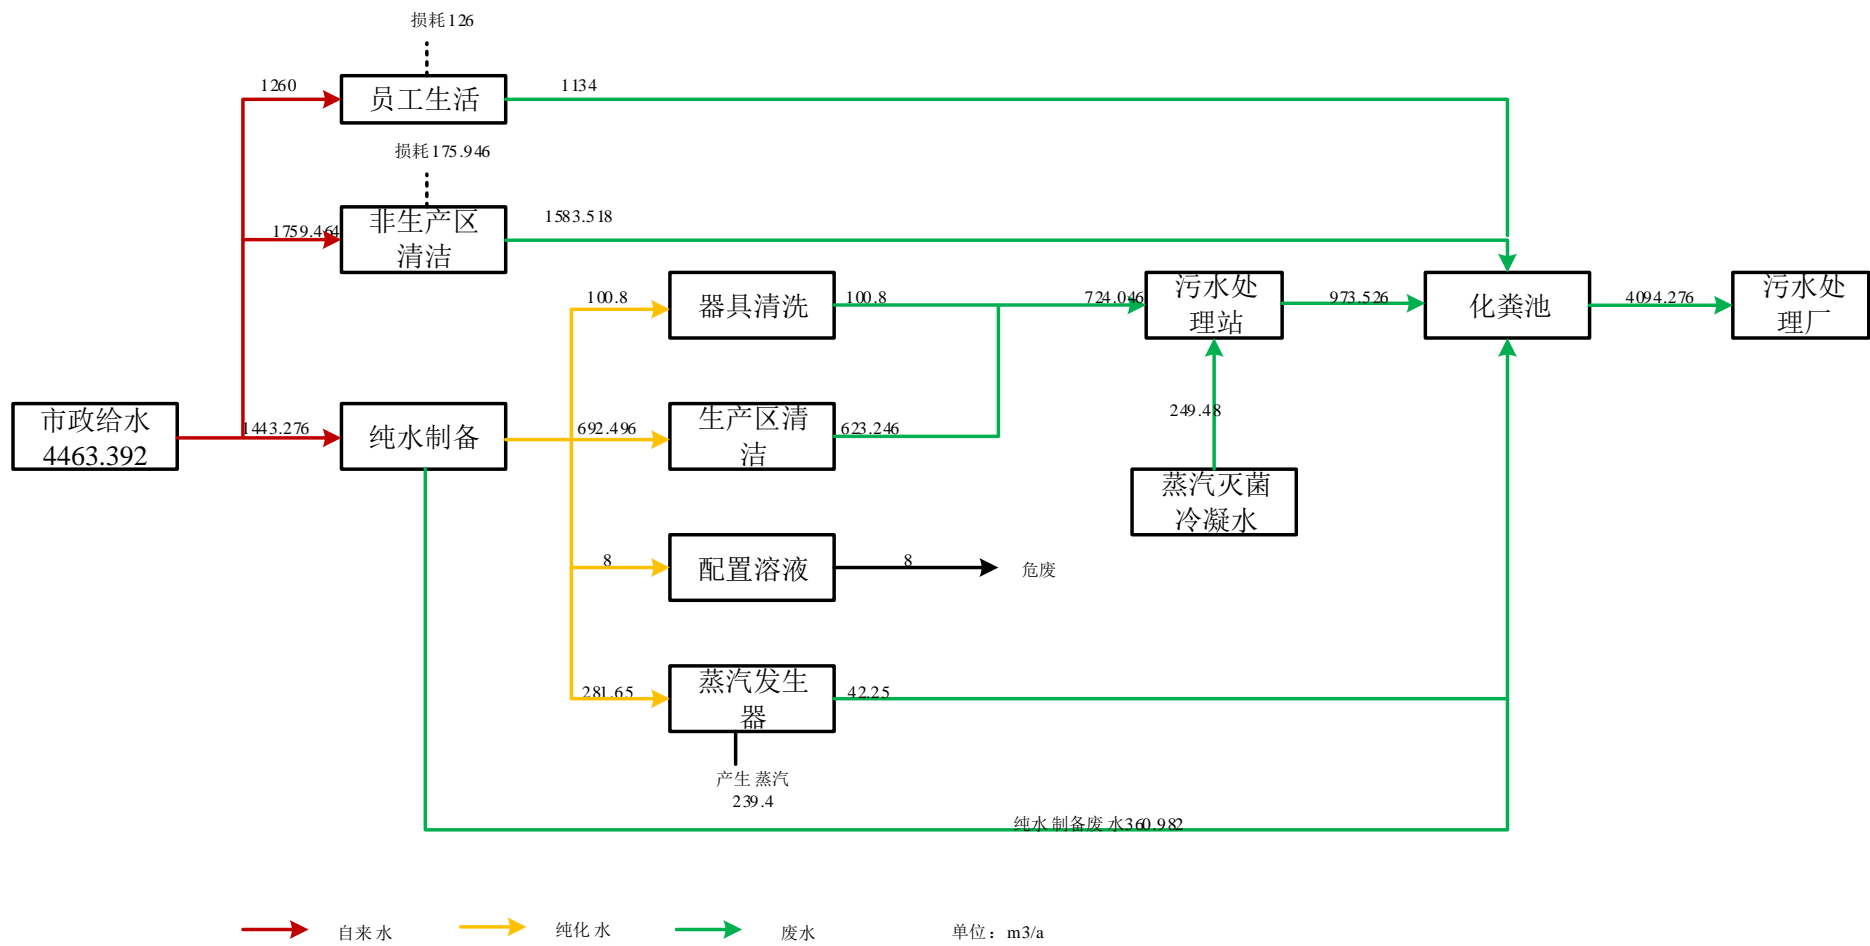 损耗126
1260
员工生活
1134
损耗175.946
1759.464
非生产区
清洁
1583.518
100.8
器具清洗
100.8
724.046
污水处
理站
973.526
化粪池
4094.276
污水处
理厂
市政给水
4463.392
1443.276
纯水制备
692.496
生产区清
洁
623.246
249.48
蒸汽灭菌
冷凝水
8
配置溶液
8
危废
281.65
蒸汽发生
器
42.25
产生蒸汽
239.4
纯水制备废水360.982
自来水
纯化水
废水
单位：m3/a